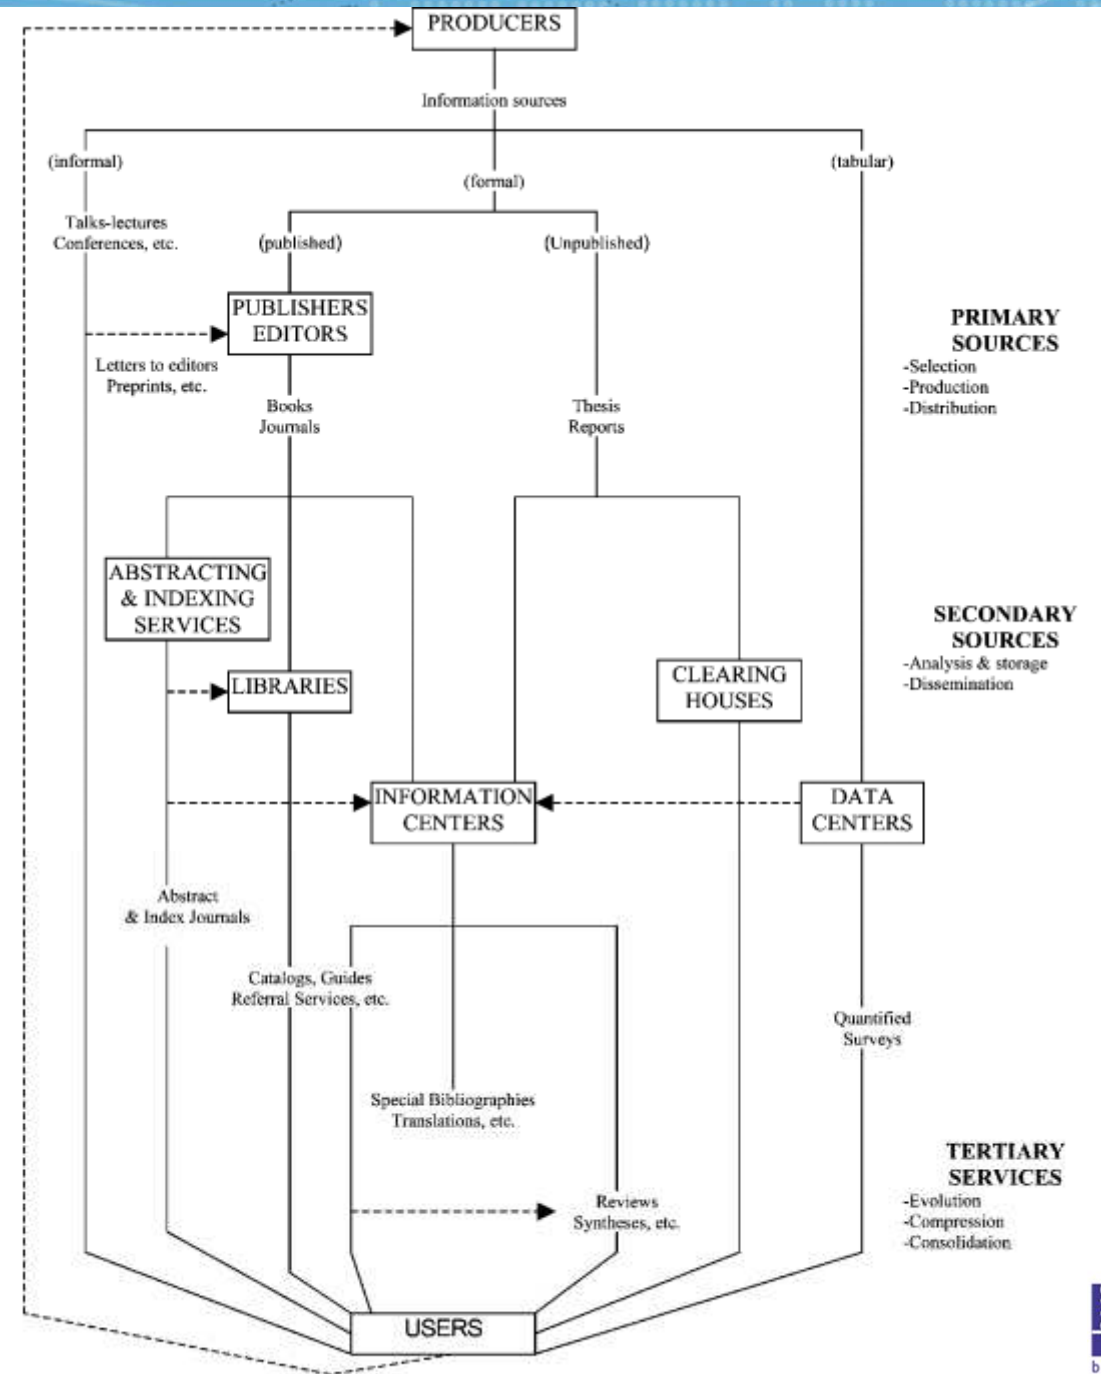 PRODUCERS
Information sources
(informal)
(tabular)
(formal)
Talks-lectures
Conferences, etc.
(published)
(Unpublished)
PUBLISHERS
EDITORS
PRIMARY
SOURCES
-Selection
-Production
-Distribution
Letters to editors
Preprints, etc.
Books
Journals
Thesis
Reports
ABSTRACTING
& INDEXING
SERVICES
SECONDARY
SOURCES
-Analysis & storage
-Dissemination
LIBRARIES
CLEARING
HOUSES
INFORMATION
CENTERS
DATA
CENTERS
Abstract
& Index Journals
Catalogs, Guides
Referral Services, etc.
Quantified
Surveys
Special Bibliographies
Translations, etc.
TERTIARY
SERVICES
-Evolution
-Compression
-Consolidation
Reviews
Syntheses, etc.
USERS
b